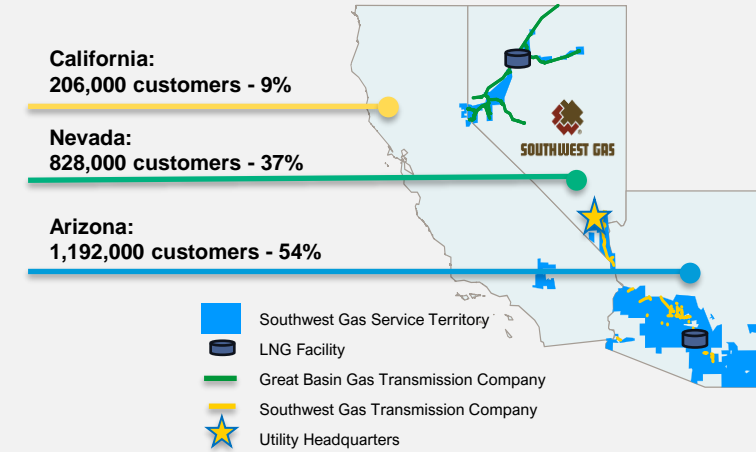 California:
206,000 customers - 9%
Nevada:
828,000 customers - 37%
SOUTHWEST GAS
Arizona:
1,192,000 customers - 54%
Southwest Gas Service Territory
LNG Facility
Great Basin Gas Transmission Company
Southwest Gas Transmission Company
Utility Headquarters